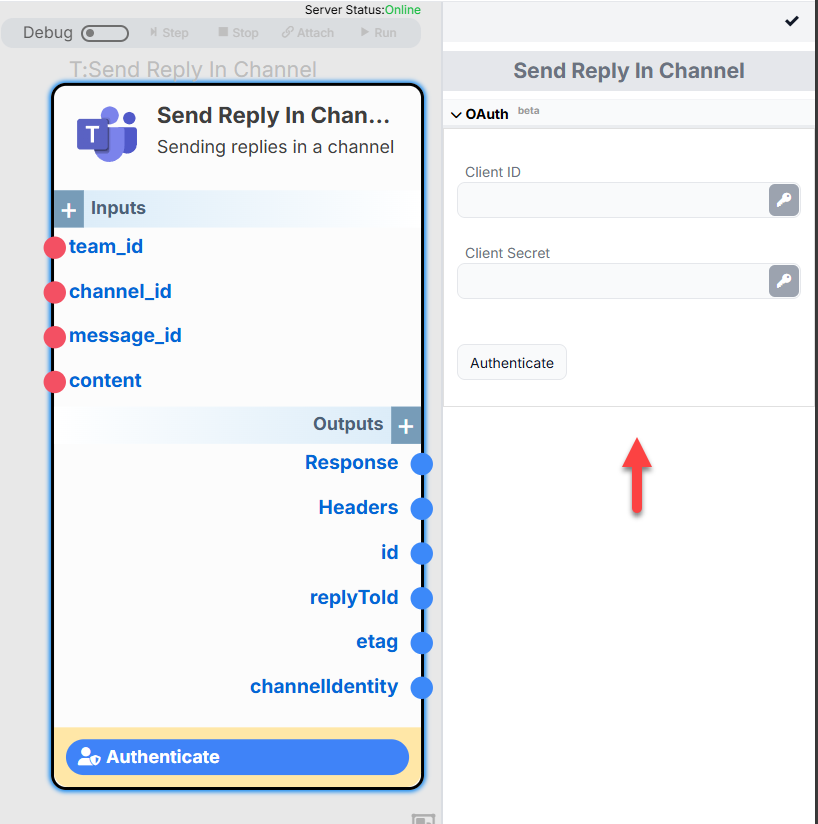 Server Status:Online
Debug Step Stop Attach Run
T:Send Reply In Channel
T
Send Reply In Chan...
Sending replies in a channel
+ Inputs
team_id
channel_id
message_id
content
Outputs +
Response
Headers
id
replyToId
etag
channelIdentity
Authenticate
Send Reply In Channel
OAuth beta
Client ID
Client Secret
Authenticate